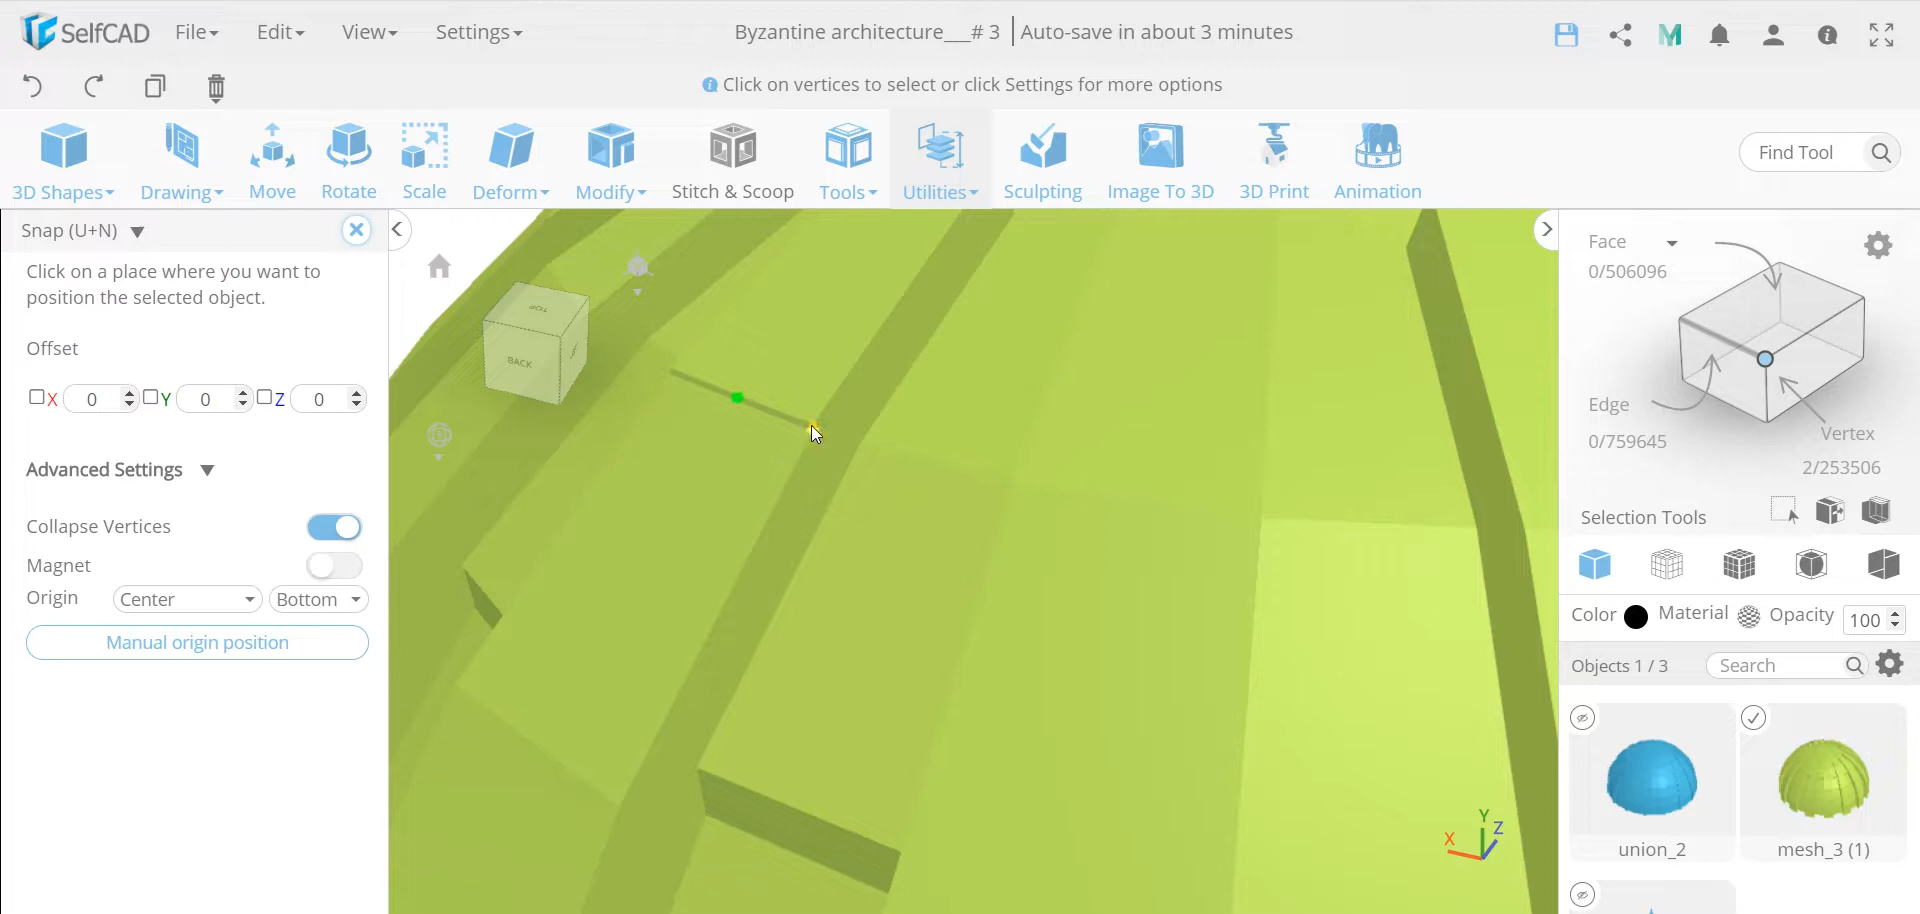 SelfCAD File Edit View Settings Byzantine architecture___# 3 Auto-save in about 3 minutes
Click on vertices to select or click Settings for more options
3D Shapes Drawing Move Rotate Scale Deform Modify Stitch & Scoop Tools Utilities Sculpting Image To 3D 3D Print Animation Find Tool
Snap (U+N)
Click on a place where you want to
position the selected object.
Offset
X 0 Y 0 Z 0
Advanced Settings
Collapse Vertices
Magnet
Origin Center Bottom
Manual origin position
TOP
BACK
Y
X Z
Face
0/506096
Edge
0/759645
Vertex
2/253506
Selection Tools
Color Material Opacity 100
Objects 1 / 3 Search
union_2 mesh_3 (1)